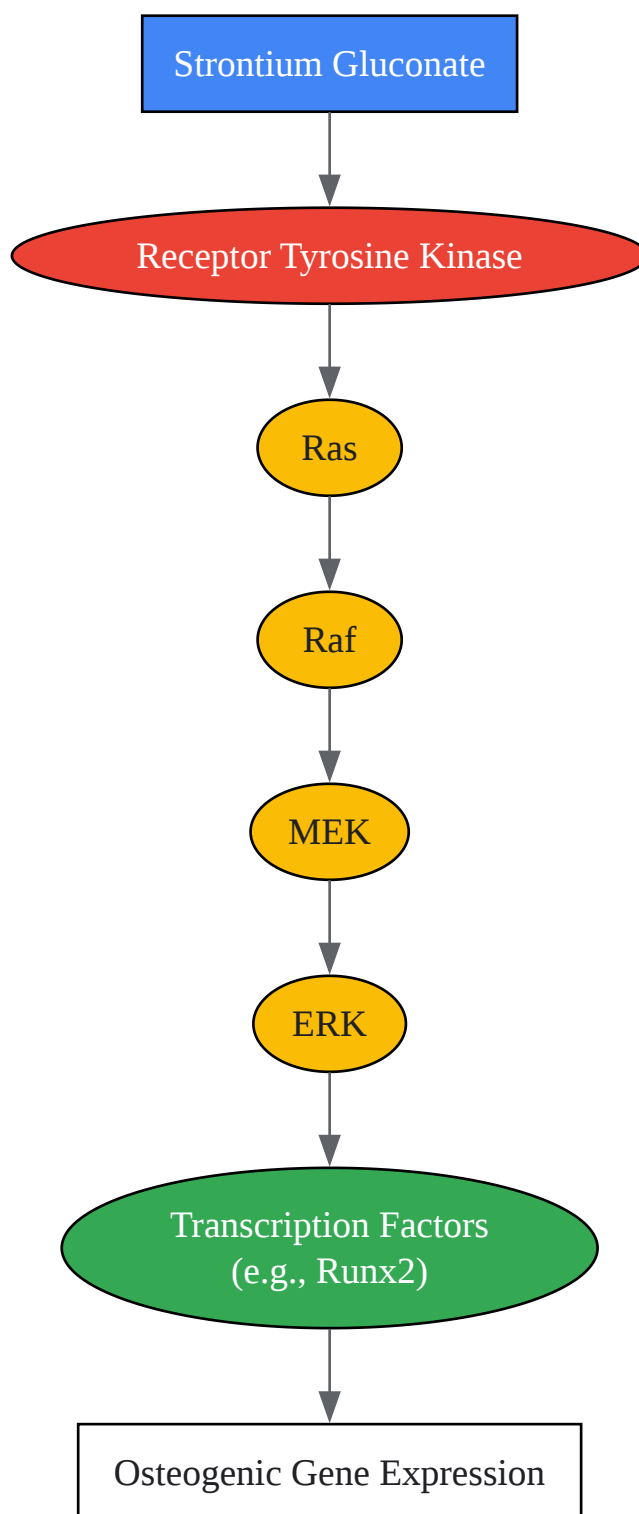 Strontium Gluconate
Receptor Tyrosine Kinase
Ras
Raf
MEK
ERK
Transcription Factors
(e.g., Runx2)
Osteogenic Gene Expression